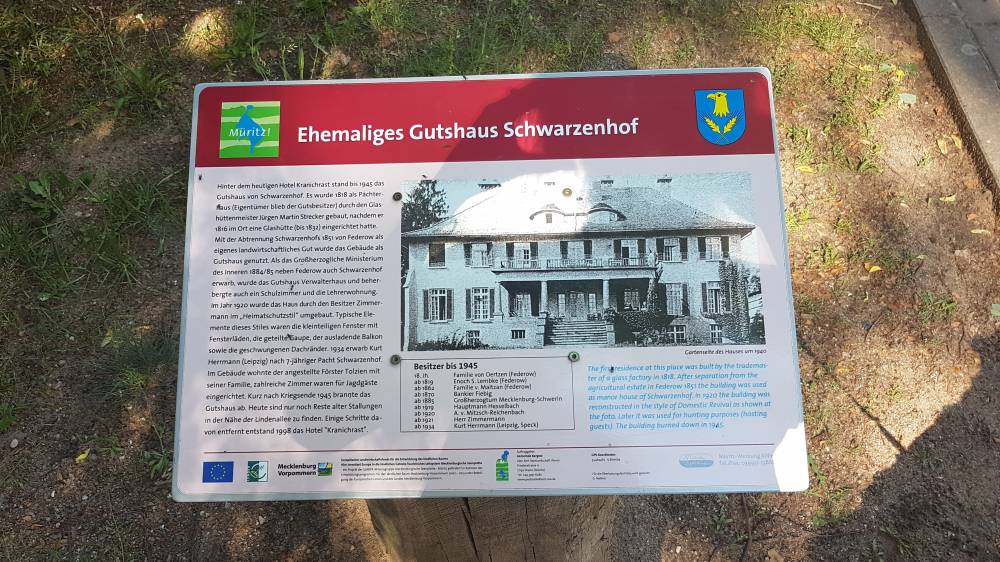 Müritz!
Ehemaliges Gutshaus Schwarzenhof
Hinter dem heutigen Hotel Kranichrast stand bis 1945 das
Gutshaus von Schwarzenhof. Es wurde 1818 als Pächter-
haus (Eigentümer blieb der Gutsbesitzer) durch den Glas-
hüttenmeister Jürgen Martin Strecker gebaut, nachdem er
1816 im Ort eine Glashütte (bis 1832) eingerichtet hatte.
Mit der Abtrennung Schwarzenhofs 1851 von Federow als
eigenes landwirtschaftliches Gut wurde das Gebäude als
Gutshaus genutzt. Als das Großherzogliche Ministerium
des Inneren 1884/85 neben Federow auch Schwarzenhof
erwarb, wurde das Gutshaus Verwalterhaus und beher-
bergte auch ein Schulzimmer und die Lehrerwohnung.
Im Jahr 1920 wurde das Haus durch den Besitzer Zimmer-
mann im „Heimatschutzstil" umgebaut. Typische Ele-
mente dieses Stiles waren die kleinteiligen Fenster mit
Fensterläden, die geteilte Gaupe, der ausladende Balkon
sowie die geschwungenen Dachränder. 1934 erwarb Kurt
Herrmann (Leipzig) nach 7-jähriger Pacht Schwarzenhof.
Im Gebäude wohnte der angestellte Förster Tolzien mit
seiner Familie, zahlreiche Zimmer waren für Jagdgäste
eingerichtet. Kurz nach Kriegsende 1945 brannte das
Gutshaus ab. Heute sind nur noch Reste alter Stallungen
in der Nähe der Lindenallee zu finden. Einige Schritte da-
von entfernt entstand 1998 das Hotel "Kranichrast".
Gartenseite des Hauses um 1940
Besitzer bis 1945
18. Jh. Familie von Oertzen (Federow)
ab 1819 Enoch S. Lembke (Federow)
ab 1864 Familie v. Maltzan (Federow)
ab 1870 Bankier Fiebig
ab 1885 Großherzogtum Mecklenburg-Schwerin
ab 1919 Hauptmann Hesselbach
ab 1920 A. v. Mitzsch-Reichenbach
ab 1921 Herr Zimmermann
ab 1934 Kurt Herrmann (Leipzig, Speck)
The first residence at this place was built by the tradema-
ster of a glass factory in 1818. After separation from the
agricultural estate in Federow 1851 the building was used
as manor house of Schwarzenhof. In 1920 the building was
reconstructed in the style of Domestic Revival as shown at
the foto. Later it was used for hunting purposes (hosting
guests). The building burned down in 1945.
Mecklenburg
Vorpommern